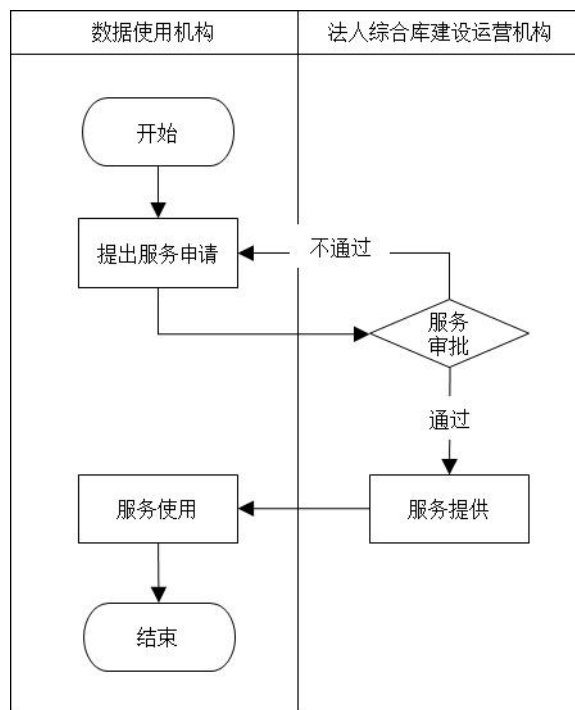 数据使用机构
法人综合库建设运营机构
开始
提出服务申请
不通过
服务
审批
通过
服务使用
服务提供
结束